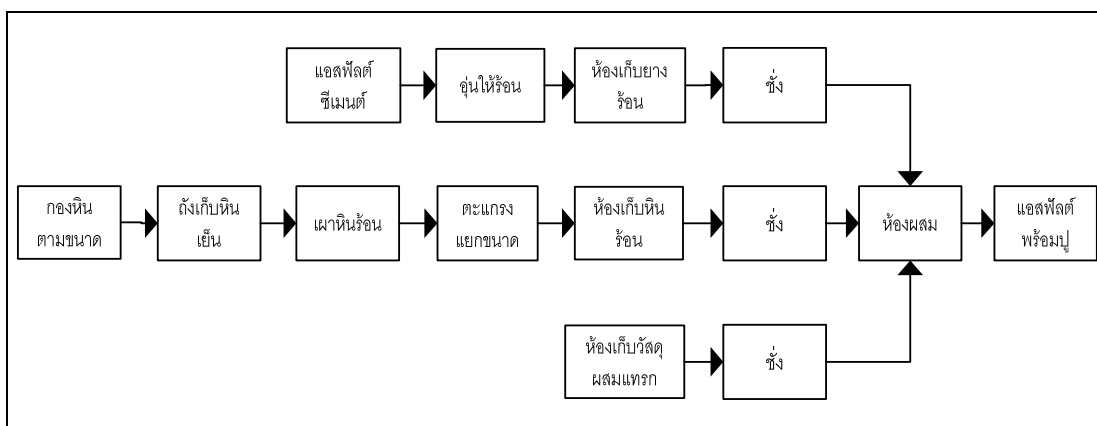 แอสฟัลต์
ซีเมนต์
อุ่นให้ร้อน
ห้องเก็บยาง
ร้อน
ชั่ง
กองหิน
ตามขนาด
ถังเก็บหิน
เย็น
เผาหินร้อน
ตะแกรง
แยกขนาด
ห้องเก็บหิน
ร้อน
ชั่ง
ห้องผสม
แอสฟัลต์
พร้อมปู
ห้องเก็บวัสดุ
ผสมแทรก
ชั่ง